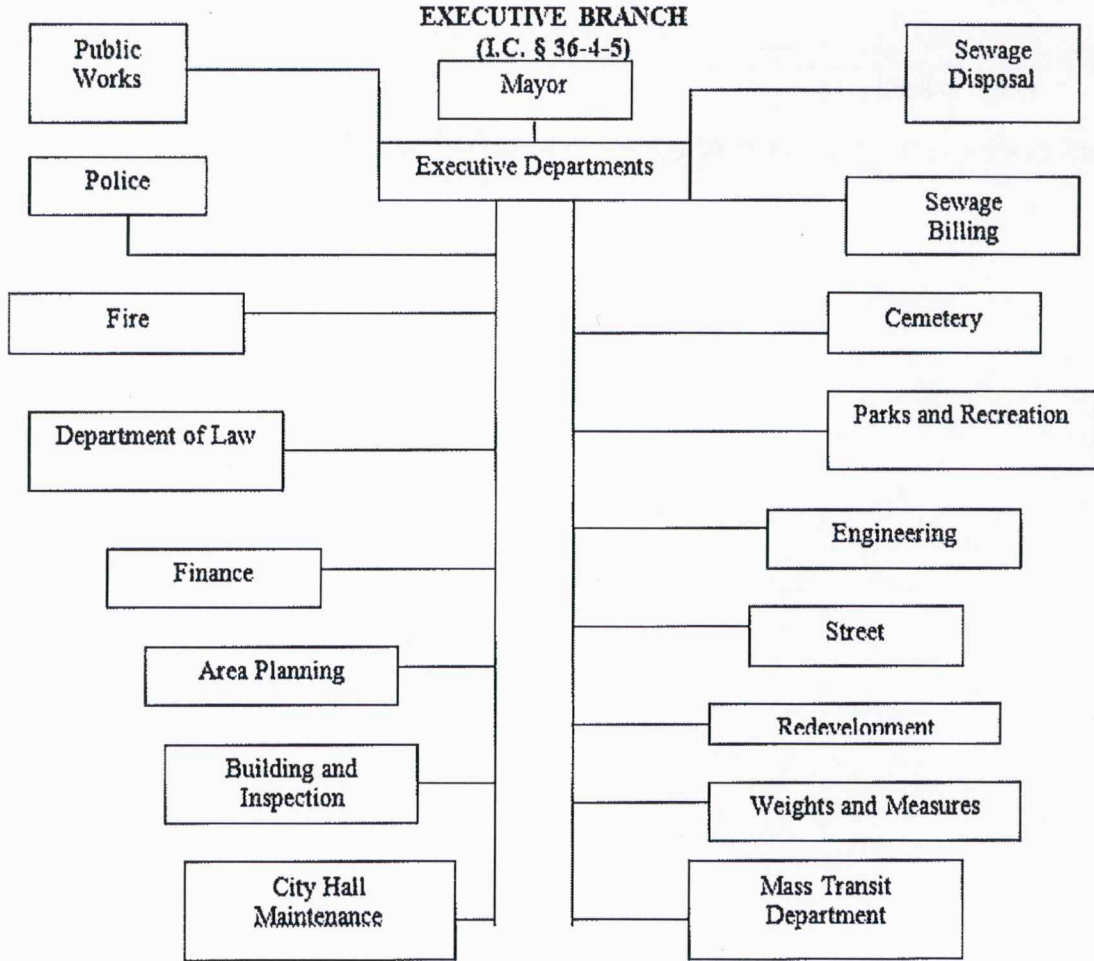 EXECUTIVE BRANCH
(I.C. § 36-4-5)
Mayor
Executive Departments
Public
Works
Police
Fire
Department of Law
Finance
Area Planning
Building and
Inspection
City Hall
Maintenance
Sewage
Disposal
Sewage
Billing
Cemetery
Parks and Recreation
Engineering
Street
Redevelopment
Weights and Measures
Mass Transit
Department